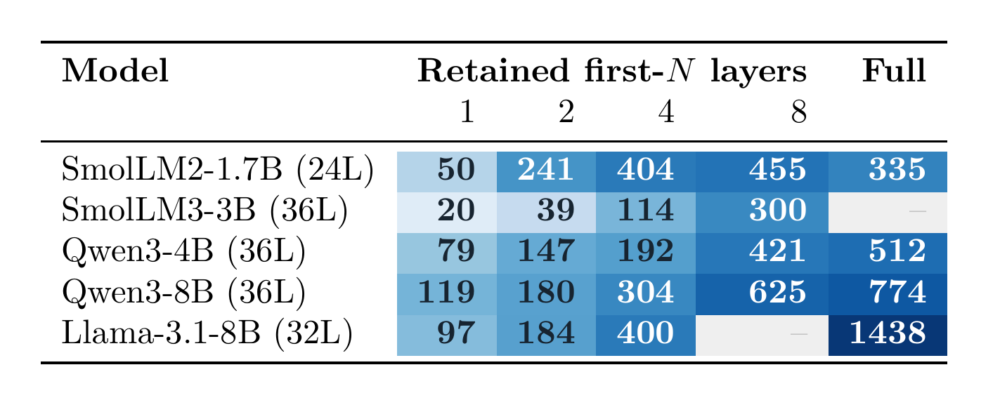 Model Retained first-N layers Full
1 2 4 8
SmolLM2-1.7B (24L) 50 241 404 455 335
SmolLM3-3B (36L) 20 39 114 300 –
Qwen3-4B (36L) 79 147 192 421 512
Qwen3-8B (36L) 119 180 304 625 774
Llama-3.1-8B (32L) 97 184 400 – 1438